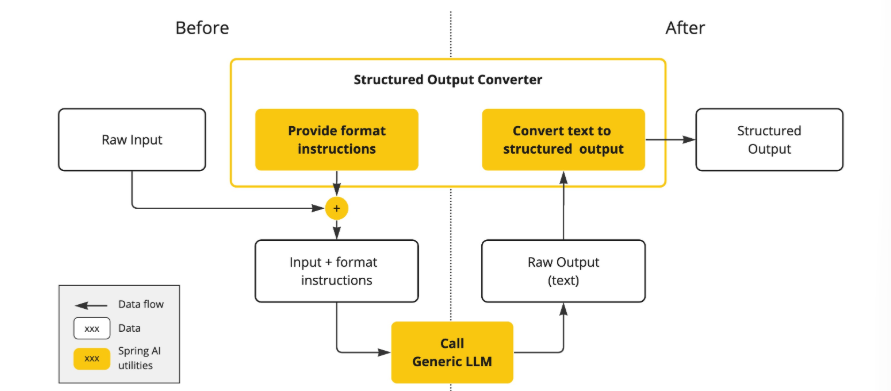 Before
After
Structured Output Converter
Raw Input
Provide format
instructions
Convert text to
structured output
Structured
Output
+
Input + format
instructions
Raw Output
(text)
Call
Generic LLM
Data flow
xxx
Data
xxx
Spring AI
utilities